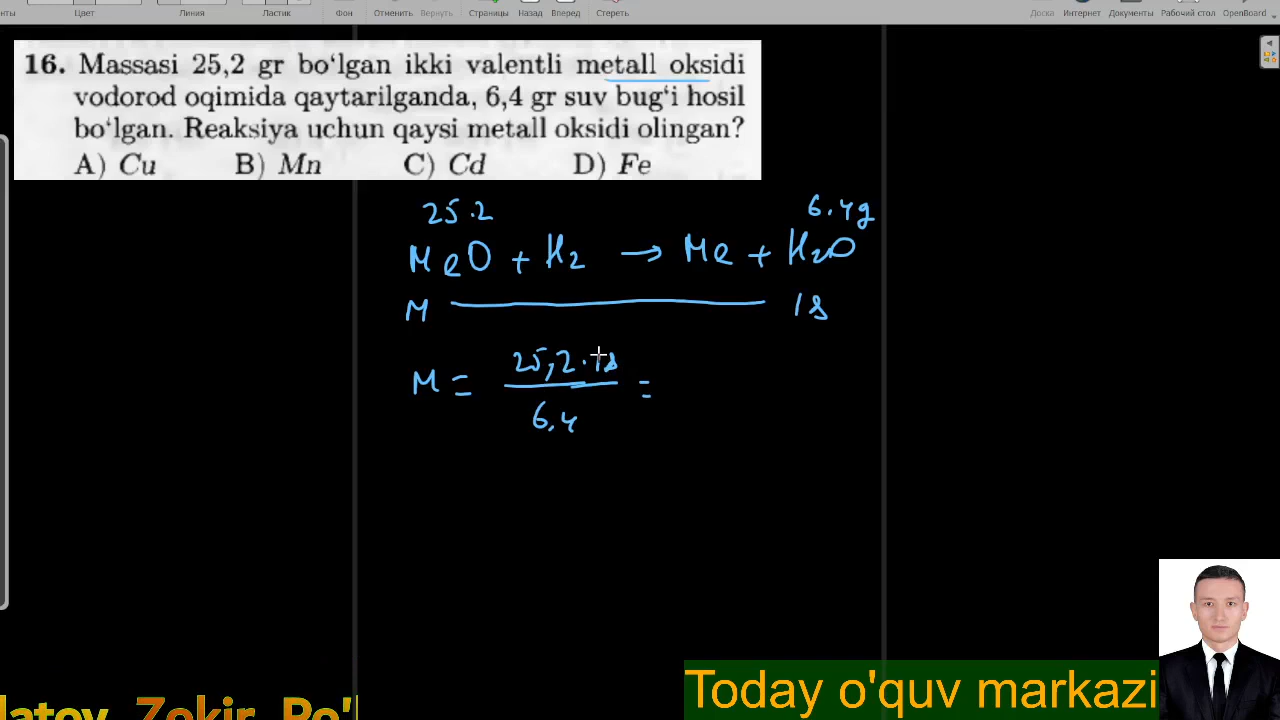 Цвет
Линия
Ластик
Фон
Отменить Вернуть
Страницы
Назад
Вперед
Стереть
Доска
Интернет
Документы
Рабочий стол
OpenBoard
16. Massasi 25,2 gr bo‘lgan ikki valentli metall oksidi
vodorod oqimida qaytarilganda, 6,4 gr suv bug‘i hosil
bo‘lgan. Reaksiya uchun qaysi metall oksidi olingan?
A) Cu B) Mn C) Cd D) Fe
25.2 6.4g
MeO + H2 → Me + H2O
M 18
M = 25,2 · 18 =
6.4
Today o'quv markazi
Zokir